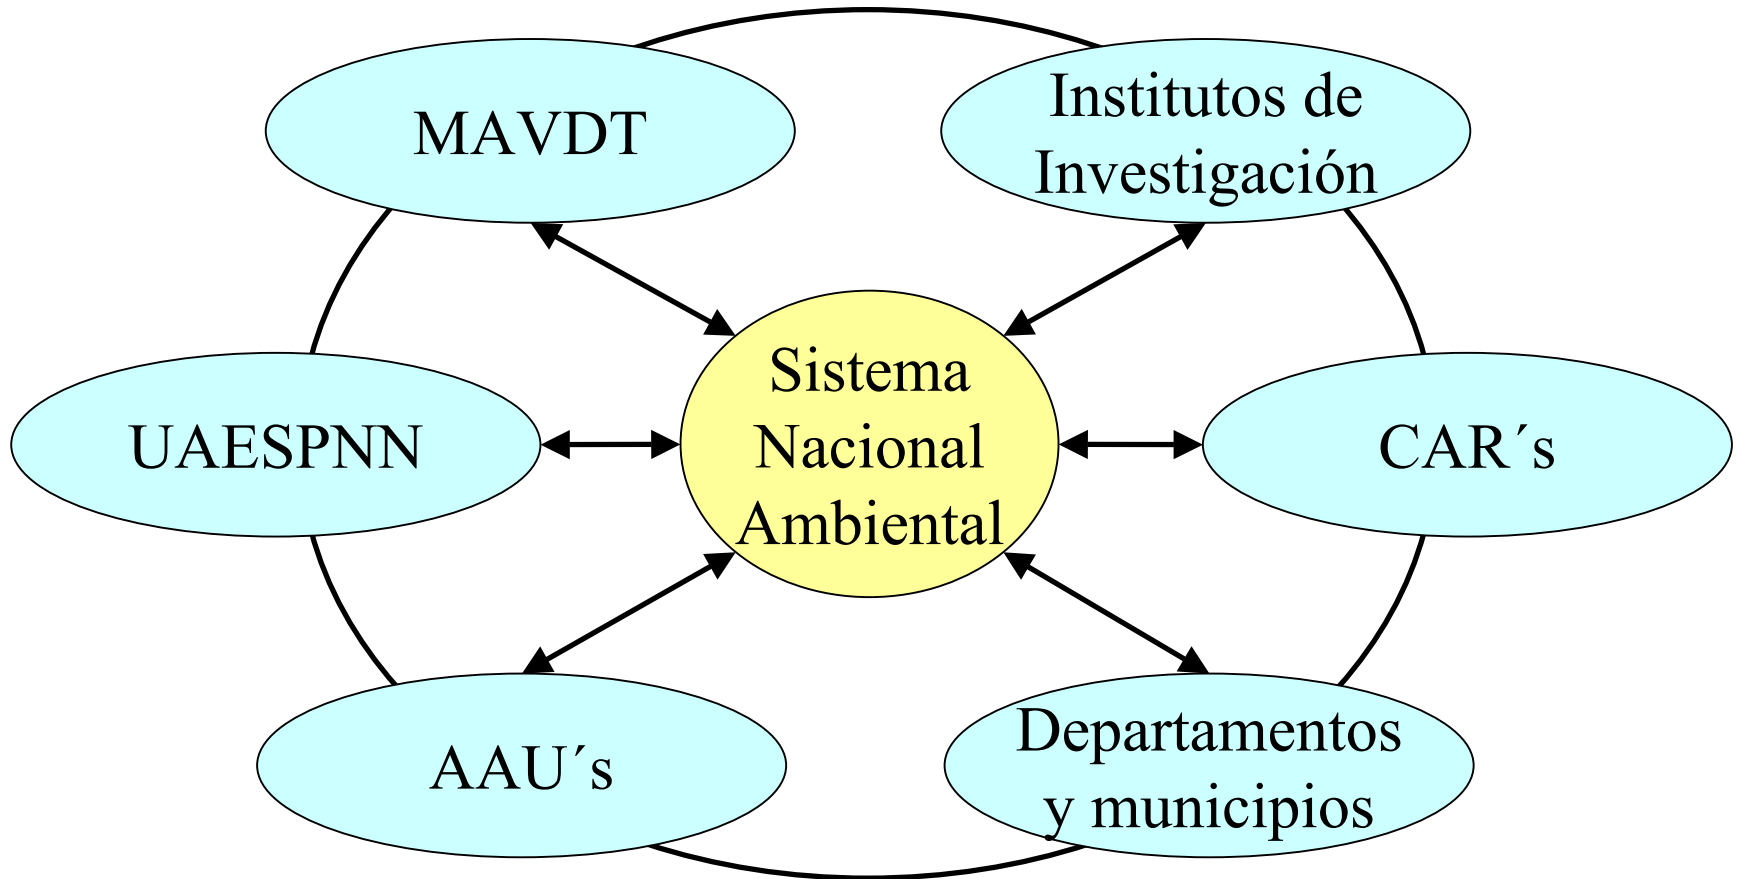 MAVDT
Institutos de
Investigación
Sistema
Nacional
Ambiental
UAESPNN
CAR´s
AAU´s
Departamentos
y municipios